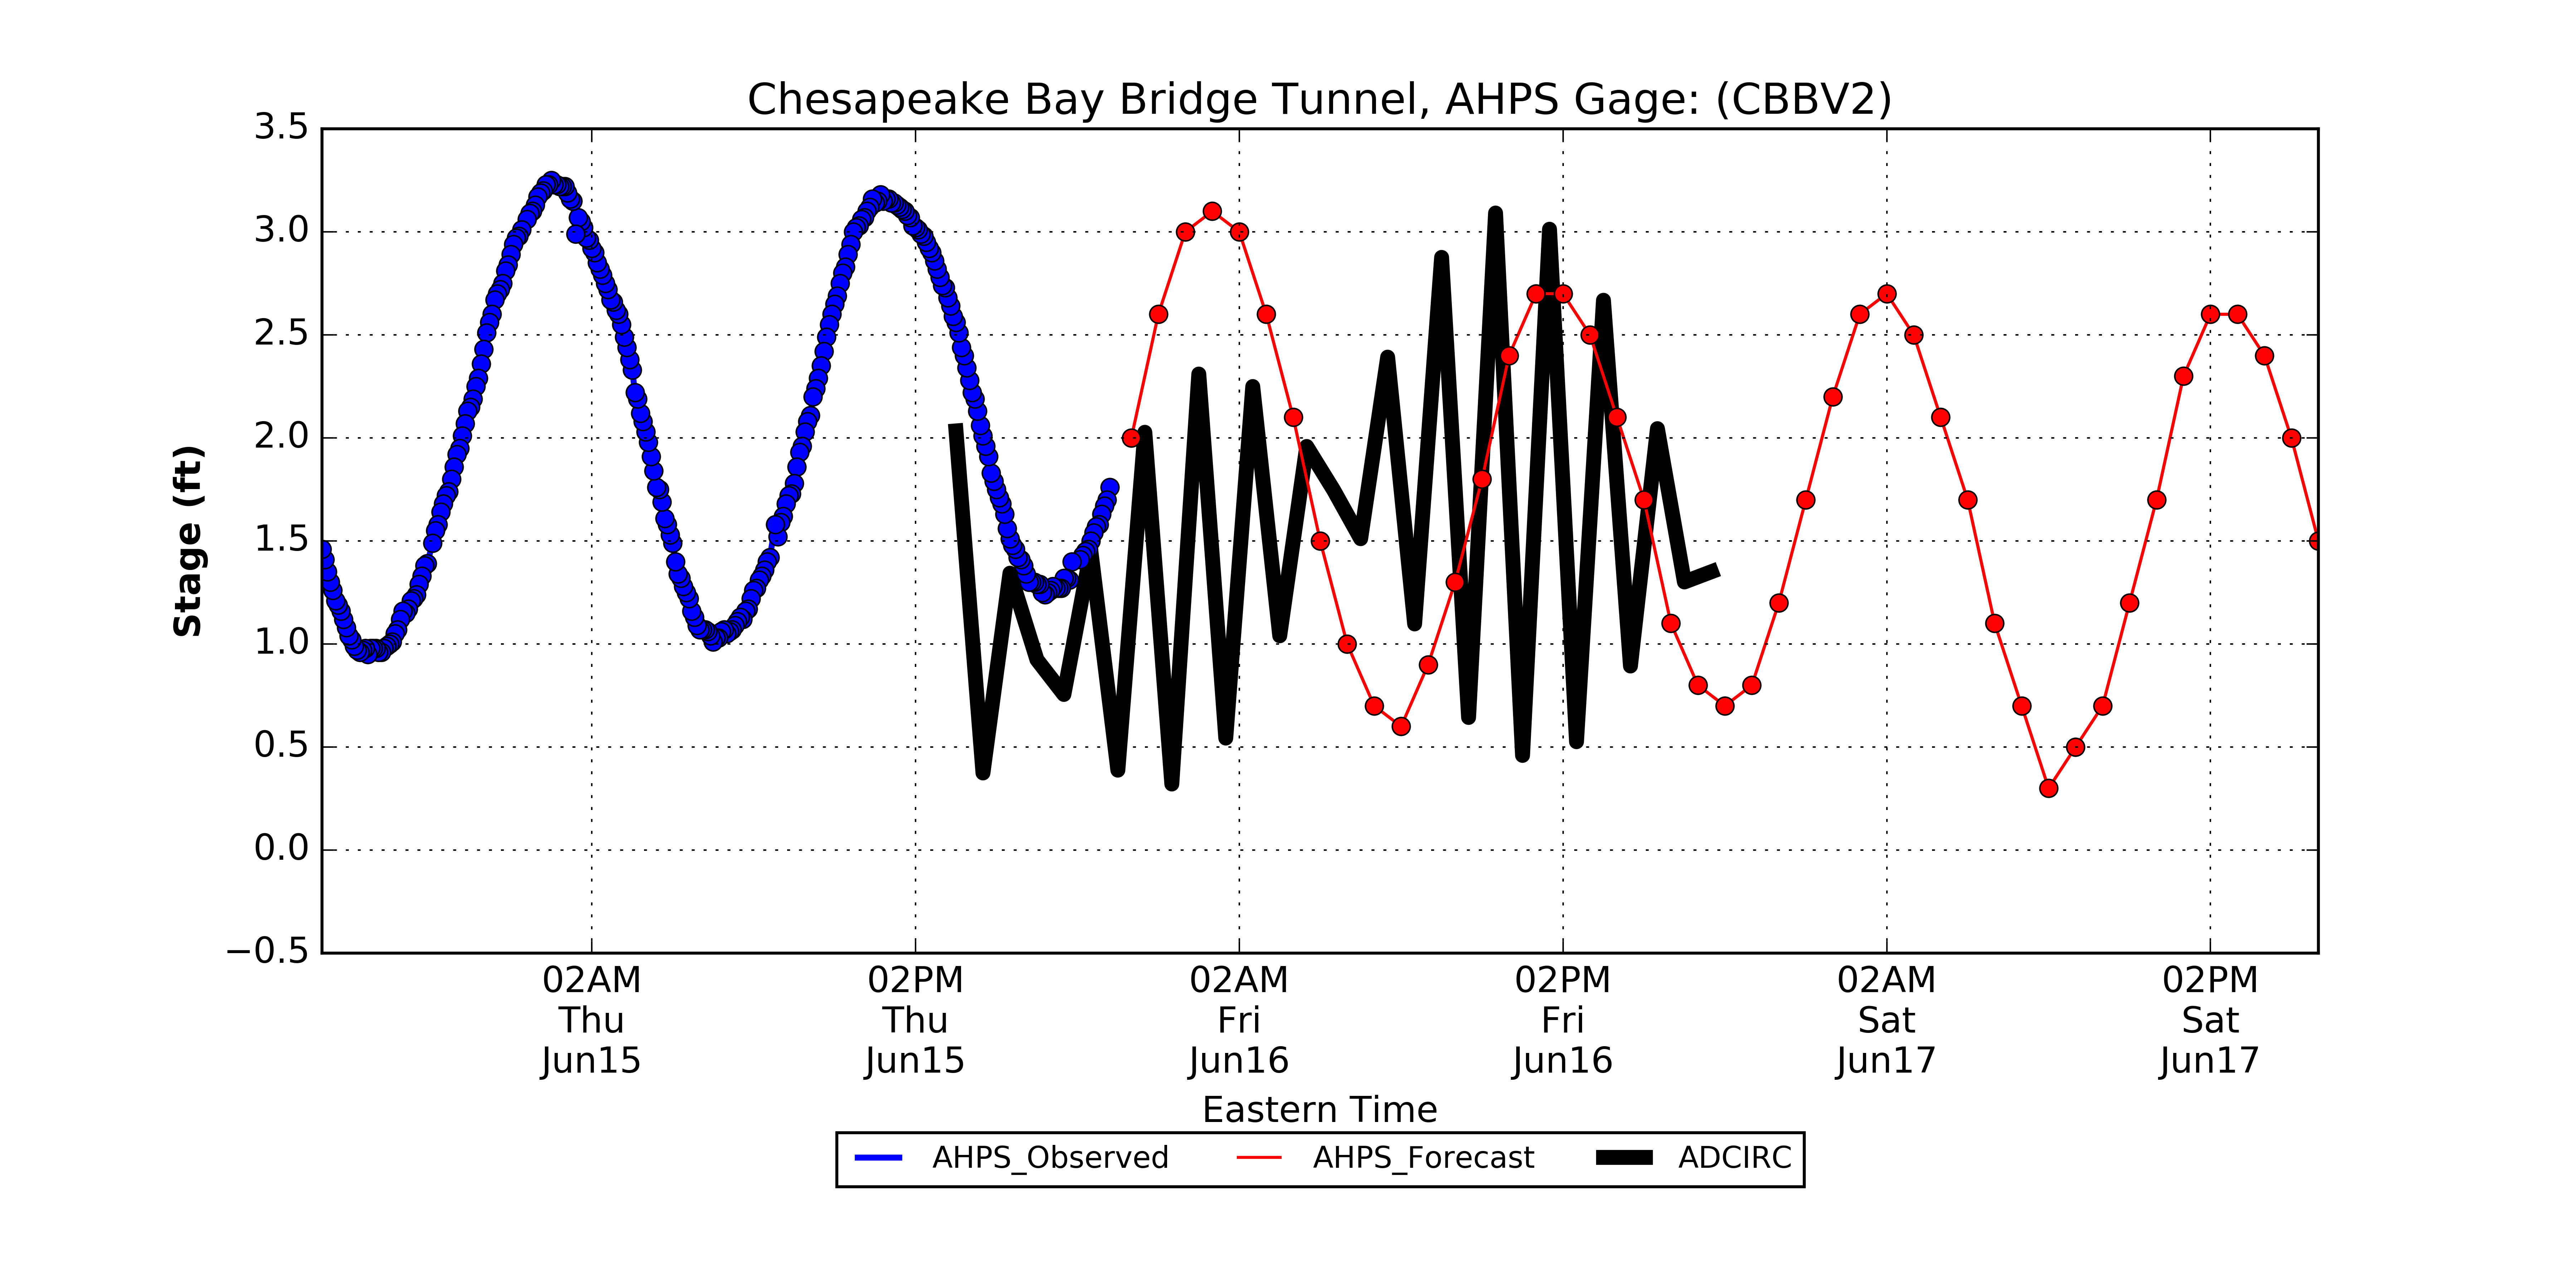 Chesapeake Bay Bridge Tunnel, AHPS Gage: (CBBV2)
3.5
3.0
2.5
2.0
1.5
1.0
0.5
0.0
−0.5
Stage (ft)
02AM
Thu
Jun15
02PM
Thu
Jun15
02AM
Fri
Jun16
02PM
Fri
Jun16
02AM
Sat
Jun17
02PM
Sat
Jun17
Eastern Time
AHPS_Observed
AHPS_Forecast
ADCIRC